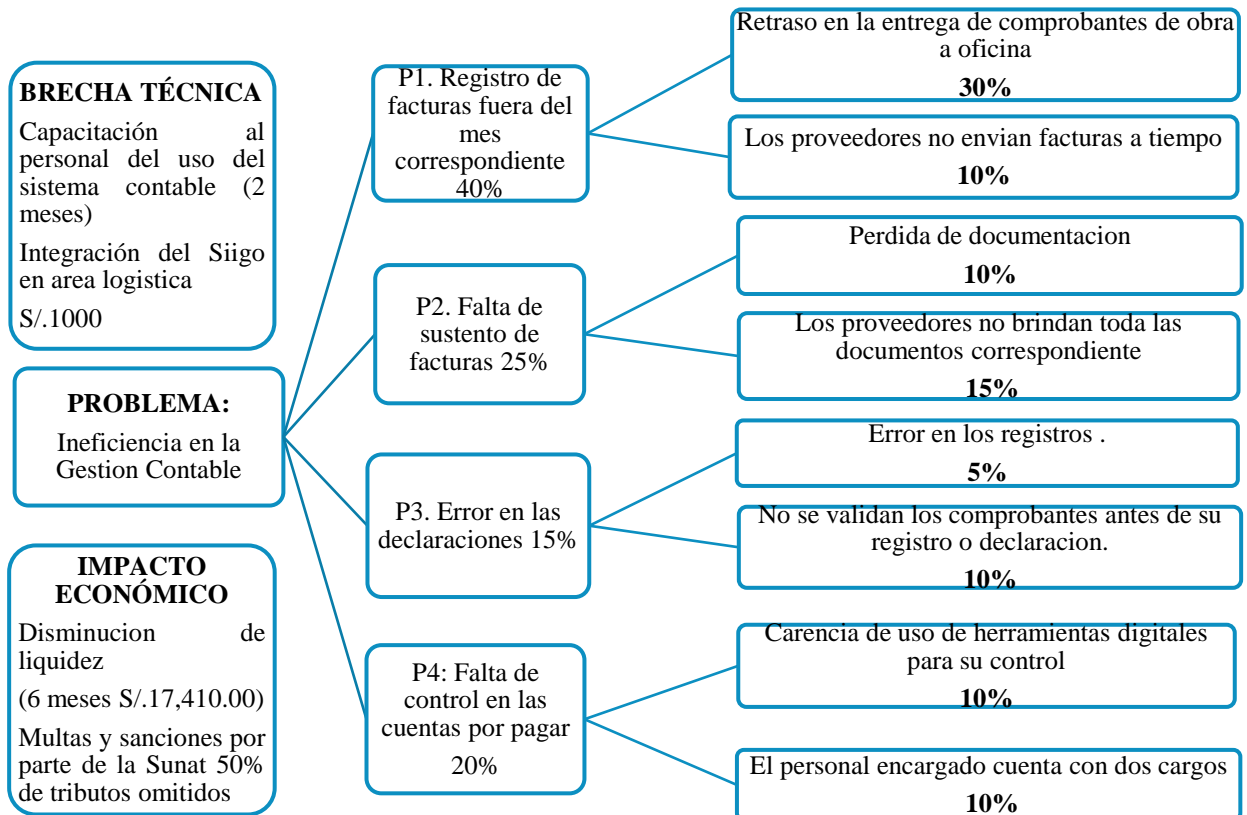 BRECHA TÉCNICA
Capacitación al
personal del uso del
sistema contable (2
meses)
Integración del Siigo
en area logistica
S/.1000
PROBLEMA:
Ineficiencia en la
Gestion Contable
IMPACTO
ECONÓMICO
Disminucion de
liquidez
(6 meses S/.17,410.00)
Multas y sanciones por
parte de la Sunat 50%
de tributos omitidos
P1. Registro de
facturas fuera del
mes
correspondiente
40%
P2. Falta de
sustento de
facturas 25%
P3. Error en las
declaraciones 15%
P4: Falta de
control en las
cuentas por pagar
20%
Retraso en la entrega de comprobantes de obra
a oficina
30%
Los proveedores no envian facturas a tiempo
10%
Perdida de documentacion
10%
Los proveedores no brindan toda las
documentos correspondiente
15%
Error en los registros .
5%
No se validan los comprobantes antes de su
registro o declaracion.
10%
Carencia de uso de herramientas digitales
para su control
10%
El personal encargado cuenta con dos cargos
10%